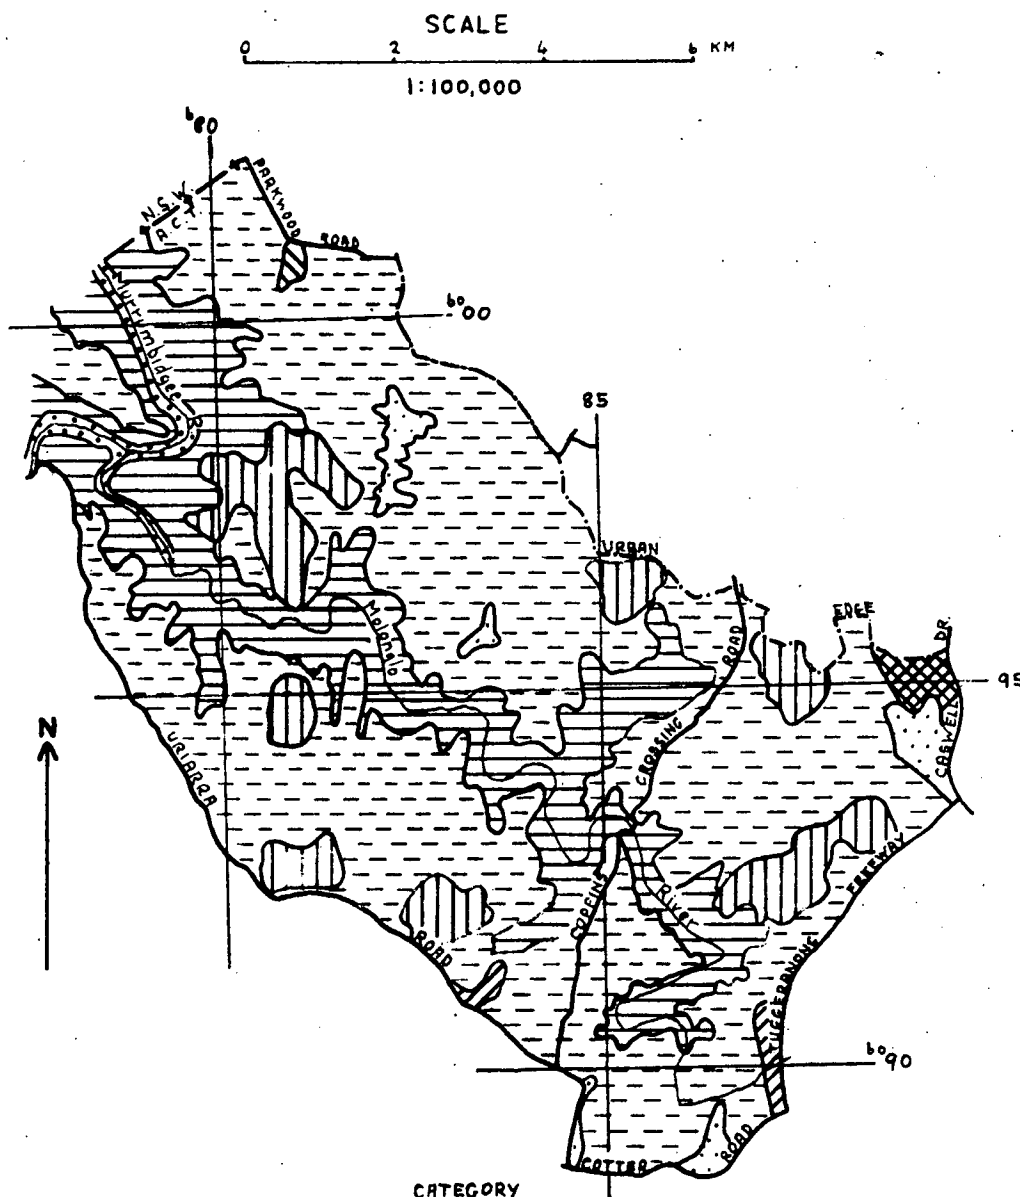 SCALE
0 2 4 6 KM
1:100,000
⁶80
PARKWOOD
N.S.W.
A.C.T.
ROAD
Murrumbidgee R.
⁶⁰00
85
URBAN
EDGE
DR.
Molonglo
ROAD
95
CASWELL
N
CROSSING
URIARRA
FREEWAY
COPPINS
River
ROAD
TUGGERANONG
⁶⁰90
ROAD
COTTER
CATEGORY